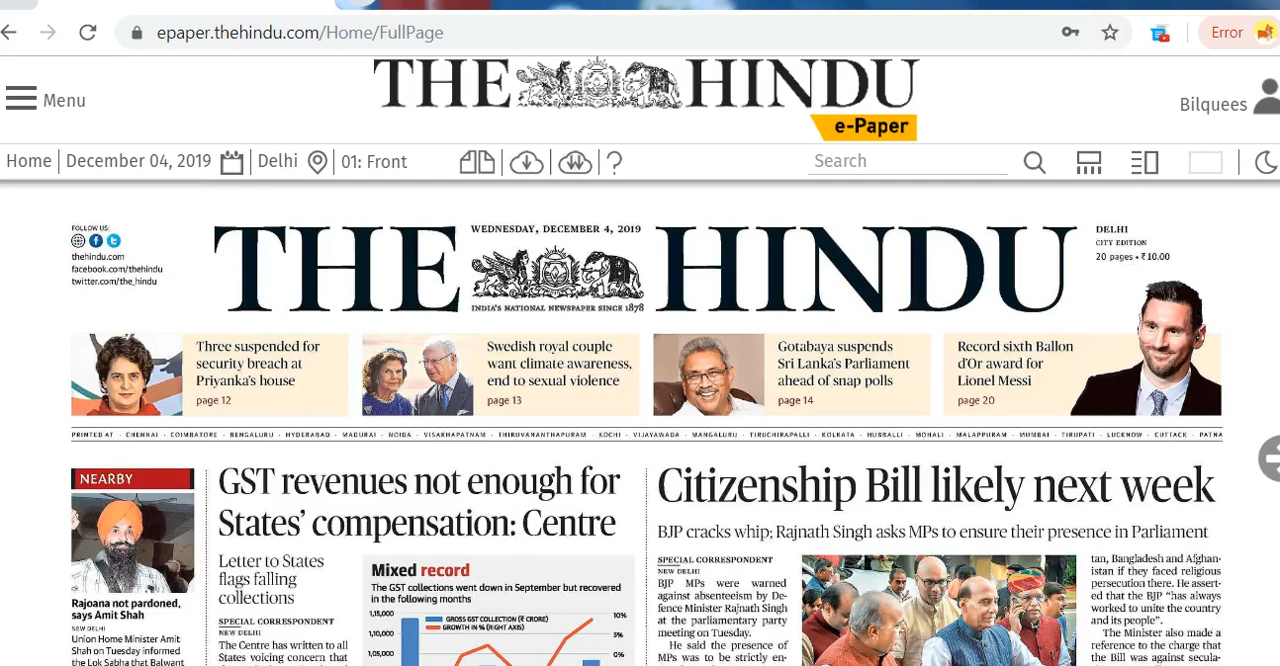 epaper.thehindu.com/Home/FullPage
Error
Menu
THE HINDU
e-Paper
Bilquees
Home
December 04, 2019
Delhi
01: Front
W
?
Search
FOLLOW US:
thehindu.com
facebook.com/thehindu
twitter.com/the_hindu
THE HINDU
WEDNESDAY, DECEMBER 4, 2019
INDIA'S NATIONAL NEWSPAPER SINCE 1878
DELHI
CITY EDITION
20 pages • ₹10.00
Three suspended for
security breach at
Priyanka's house
page 12
Swedish royal couple
want climate awareness,
end to sexual violence
page 13
Gotabaya suspends
Sri Lanka's Parliament
ahead of snap polls
page 14
Record sixth Ballon
d'Or award for
Lionel Messi
page 20
PRINTED AT · CHENNAI · COIMBATORE · BENGALURU · HYDERABAD · MADURAI · NOIDA · VISAKHAPATNAM · THIRUVANANTHAPURAM · KOCHI · VIJAYAWADA · MANGALURU · TIRUCHIRAPALLI · KOLKATA · HUBBALLI · MOHALI · MALAPPURAM · MUMBAI · TIRUPATI · LUCKNOW · CUTTACK · PATNA
NEARBY
Rajoana not pardoned,
says Amit Shah
NEW DELHI
Union Home Minister Amit
Shah on Tuesday informed
the Lok Sabha that Balwant
GST revenues not enough for
States' compensation: Centre
Letter to States
flags falling
collections
SPECIAL CORRESPONDENT
NEW DELHI
The Centre has written to all
States voicing concern that
Mixed record
The GST collections went down in September but recovered
in the following months
1,15,000
1,10,000
1,05,000
GROSS GST COLLECTION (₹ CRORE)
GROWTH IN % (RIGHT AXIS)
10%
5%
0%
Citizenship Bill likely next week
BJP cracks whip; Rajnath Singh asks MPs to ensure their presence in Parliament
SPECIAL CORRESPONDENT
NEW DELHI
BJP MPs were warned
against absenteeism by De-
fence Minister Rajnath Singh
at the parliamentary party
meeting on Tuesday.
He said the presence of
MPs was to be strictly en-
tan, Bangladesh and Afghan-
istan if they faced religious
persecution there. He assert-
ed that the BJP "has always
worked to unite the country
and its people".
The Minister also made a
reference to the charge that
the Bill was against secula-